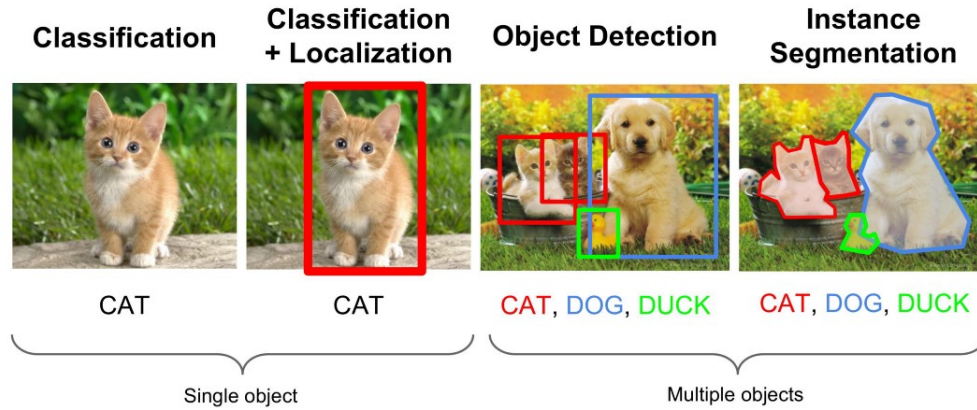 Classification
Classification
+ Localization
Object Detection
Instance
Segmentation
CAT
CAT
CAT, DOG, DUCK
CAT, DOG, DUCK
Single object
Multiple objects